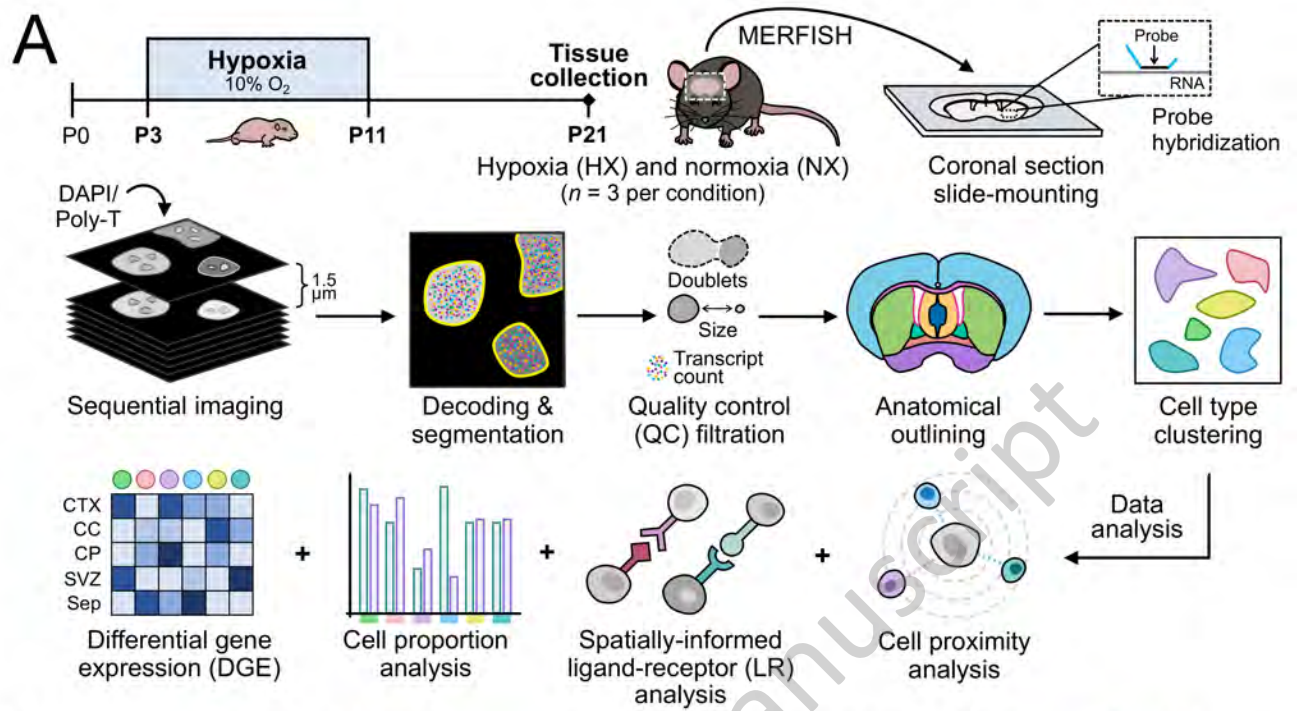 A
Hypoxia
10% O₂
P0
P3
P11
Tissue
collection
P21
MERFISH
Hypoxia (HX) and normoxia (NX)
(n = 3 per condition)
Probe
RNA
Probe
hybridization
Coronal section
slide-mounting
DAPI/
Poly-T
1.5
μm
Sequential imaging
Decoding &
segmentation
Doublets
Size
Transcript
count
Quality control
(QC) filtration
Anatomical
outlining
Cell type
clustering
Data
analysis
CTX
CC
CP
SVZ
Sep
Differential gene
expression (DGE)
+
Cell proportion
analysis
+
Spatially-informed
ligand-receptor (LR)
analysis
+
Cell proximity
analysis